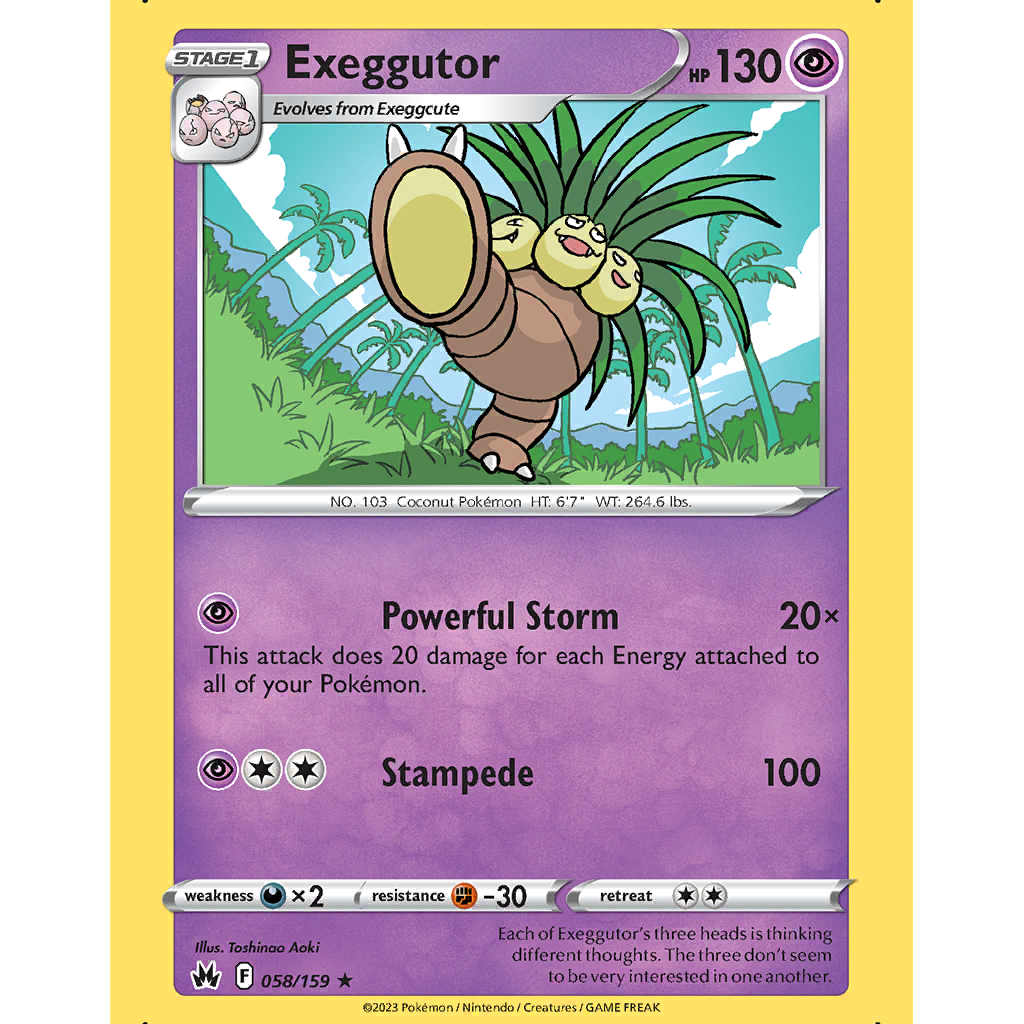 STAGE1
Exeggutor
HP 130
Evolves from Exeggcute
NO. 103 Coconut Pokémon HT: 6'7" WT: 264.6 lbs.
Powerful Storm 20×
This attack does 20 damage for each Energy attached to
all of your Pokémon.
Stampede 100
weakness ×2 resistance -30 retreat
Illus. Toshinao Aoki
Each of Exeggutor's three heads is thinking
different thoughts. The three don't seem
to be very interested in one another.
F 058/159 ★
©2023 Pokémon / Nintendo / Creatures / GAME FREAK